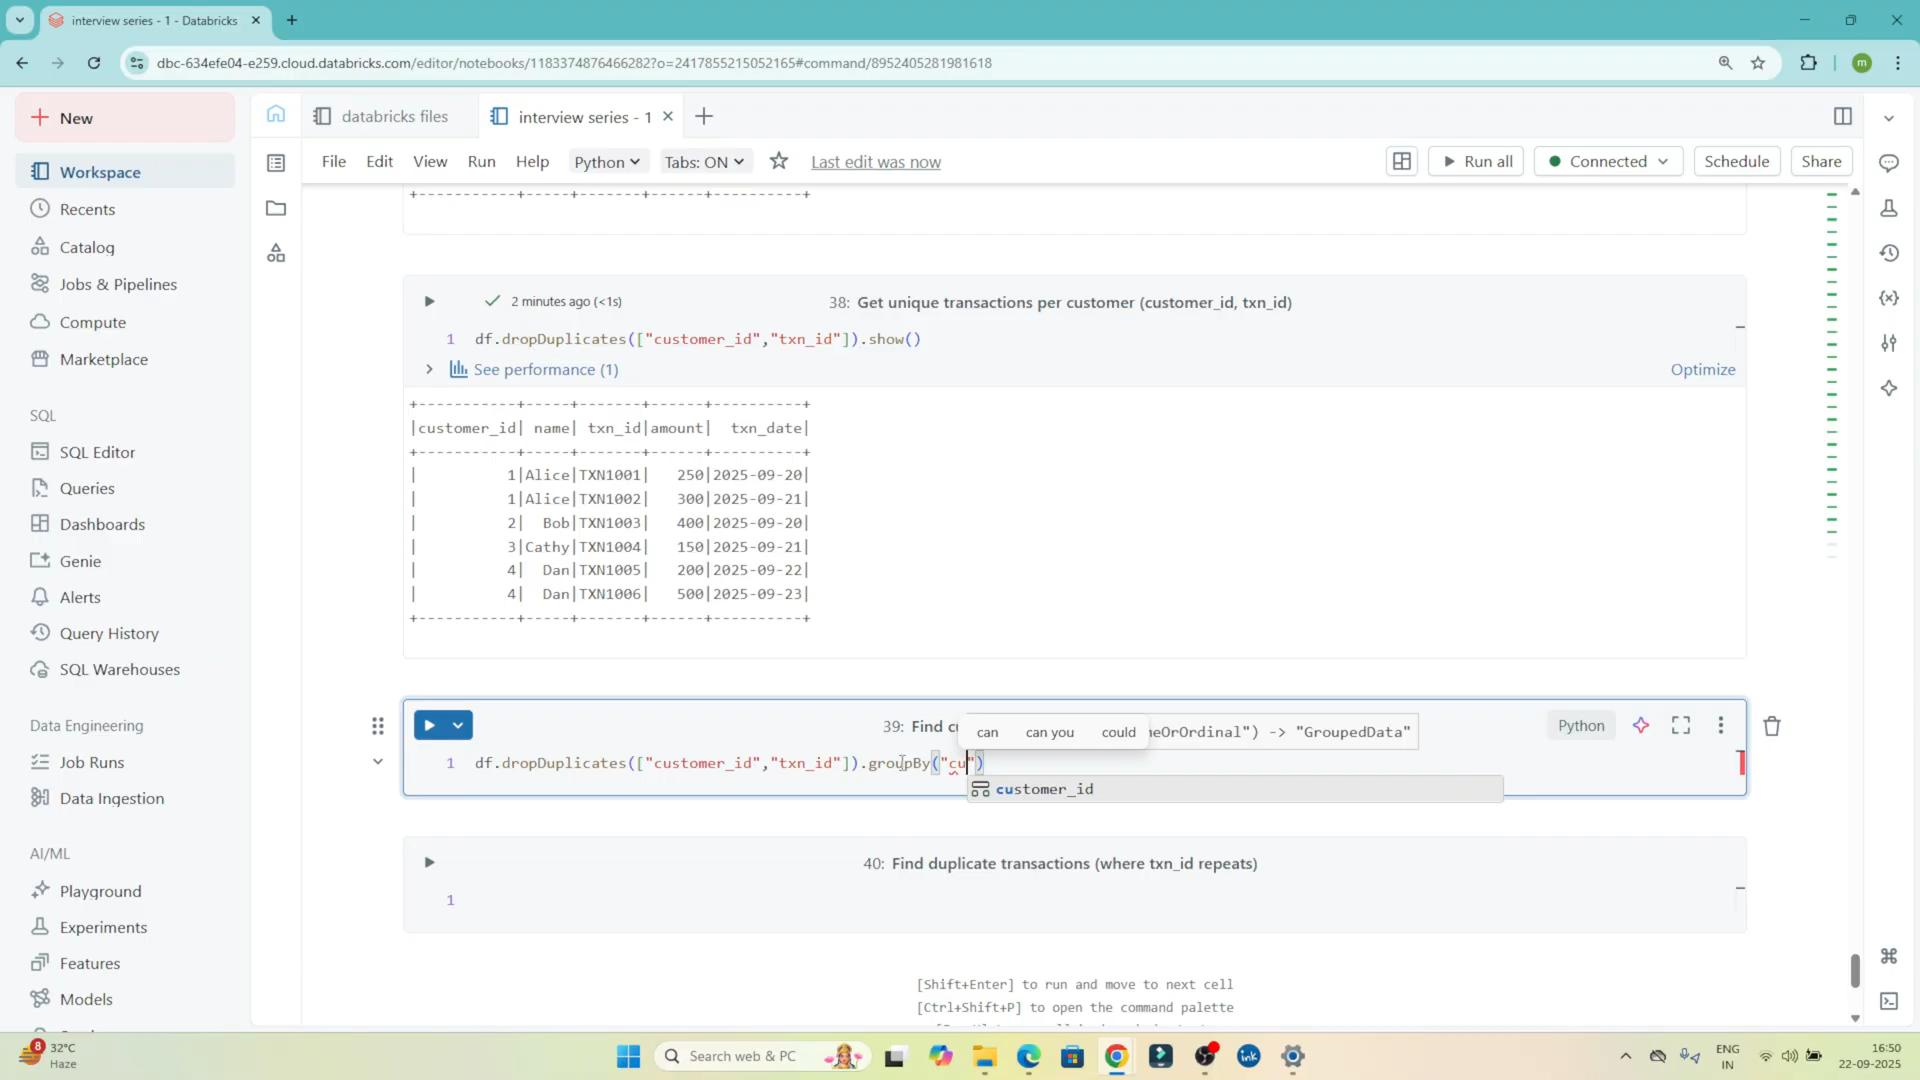 interview series - 1 - Databricks
dbc-634efe04-e259.cloud.databricks.com/editor/notebooks/1183374876466282?o=2417855215052165#command/8952405281981618
m
New
Workspace
Recents
Catalog
Jobs & Pipelines
Compute
Marketplace
SQL
SQL Editor
Queries
Dashboards
Genie
Alerts
Query History
SQL Warehouses
Data Engineering
Job Runs
Data Ingestion
AI/ML
Playground
Experiments
Features
Models
databricks files
interview series - 1
File Edit View Run Help Python Tabs: ON Last edit was now
Run all Connected Schedule Share
+-----------+-----+-------+------+----------+
2 minutes ago (<1s)
38: Get unique transactions per customer (customer_id, txn_id)
1 df.dropDuplicates(["customer_id","txn_id"]).show()
See performance (1)
Optimize
+-----------+-----+-------+------+----------+
|customer_id| name| txn_id|amount|  txn_date|
+-----------+-----+-------+------+----------+
|          1|Alice|TXN1001|   250|2025-09-20|
|          1|Alice|TXN1002|   300|2025-09-21|
|          2|  Bob|TXN1003|   400|2025-09-20|
|          3|Cathy|TXN1004|   150|2025-09-21|
|          4|  Dan|TXN1005|   200|2025-09-22|
|          4|  Dan|TXN1006|   500|2025-09-23|
+-----------+-----+-------+------+----------+
39: Find cu
can can you could
eOrOrdinal") -> "GroupedData"
Python
1 df.dropDuplicates(["customer_id","txn_id"]).groupBy("cu")
customer_id
40: Find duplicate transactions (where txn_id repeats)
1
[Shift+Enter] to run and move to next cell
[Ctrl+Shift+P] to open the command palette
8
32°C
Haze
Search web & PC
ink
ENG
IN
16:50
22-09-2025